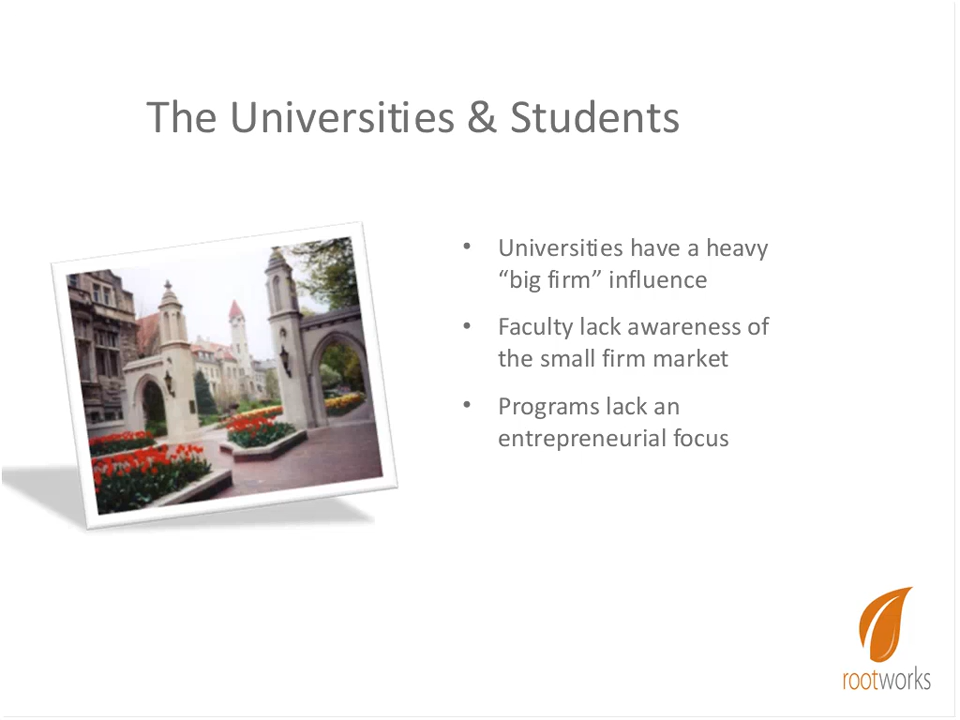 The Universities & Students
• Universities have a heavy
“big firm” influence
• Faculty lack awareness of
the small firm market
• Programs lack an
entrepreneurial focus
rootworks